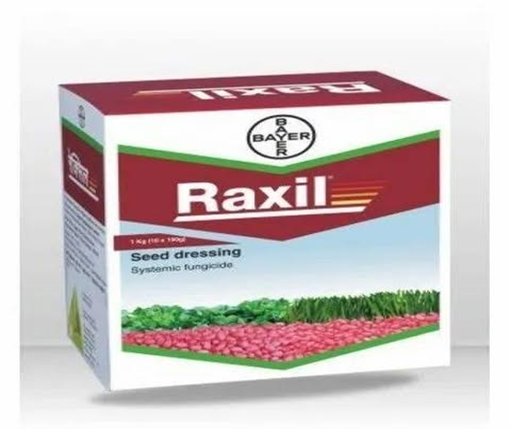 Raxil
BAYER
BAYER
Raxil
1 Kg (10 x 100g)
Seed dressing
Systemic fungicide
रैक्सिल